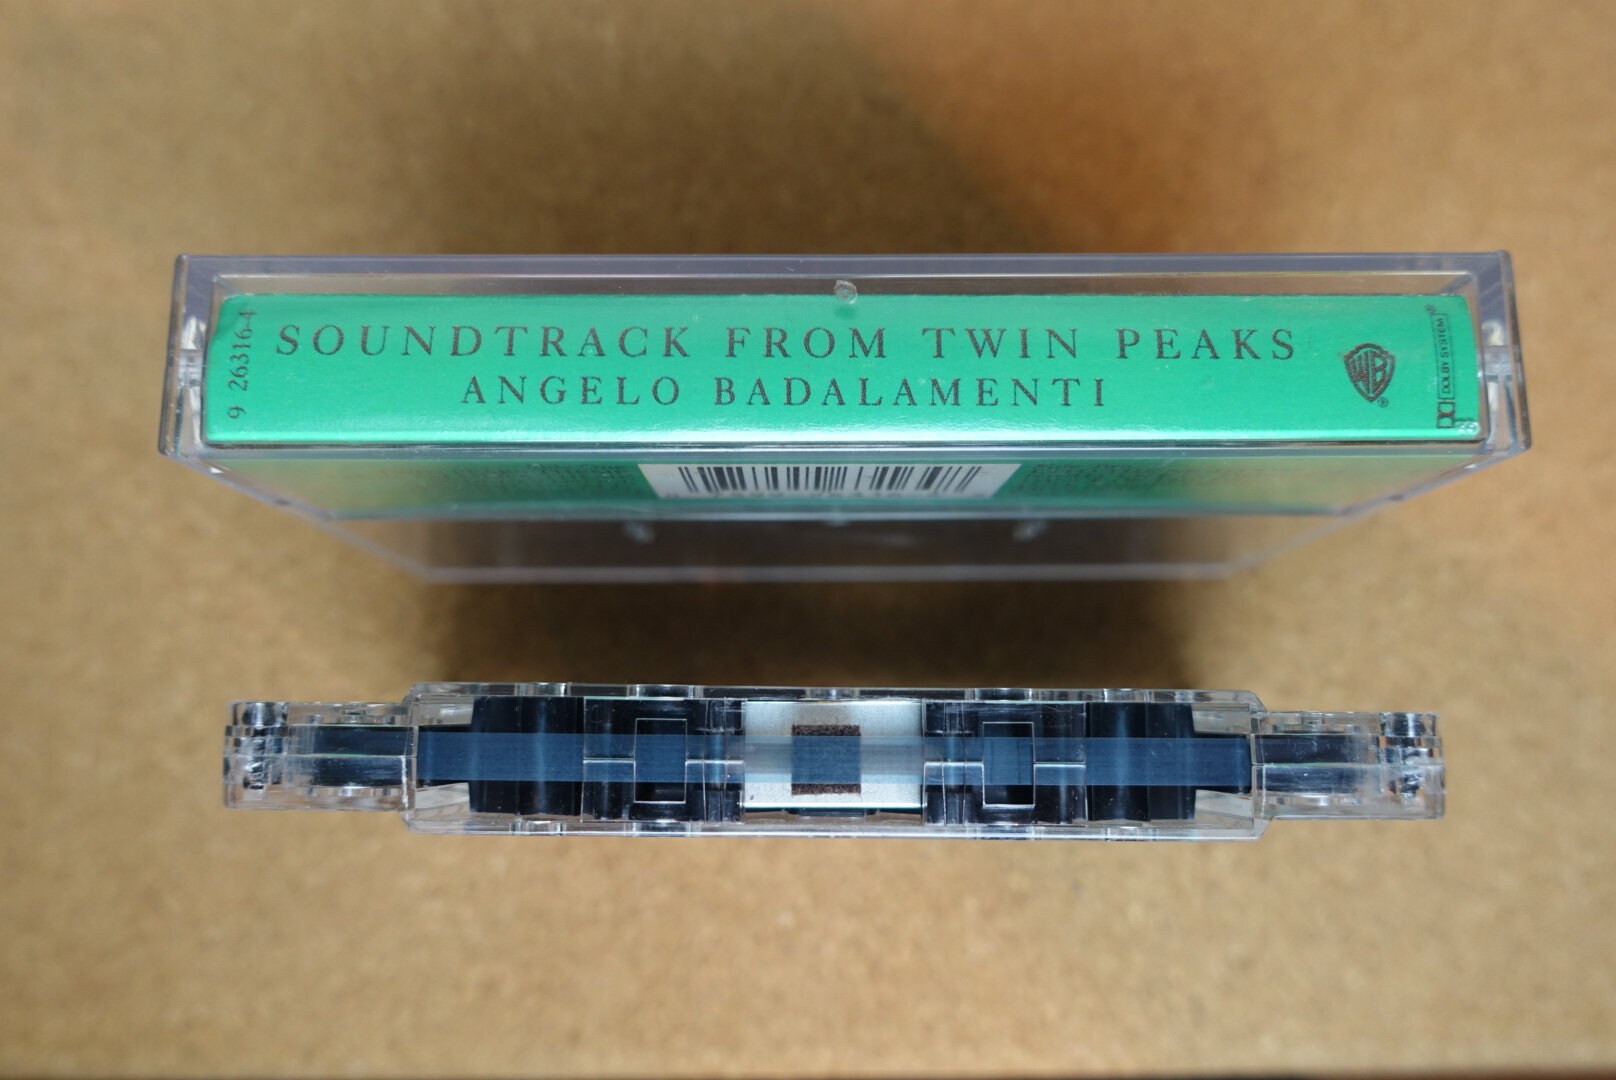 9 26316-4
SOUNDTRACK FROM TWIN PEAKS
ANGELO BADALAMENTI
WB
®
DOLBY SYSTEM®